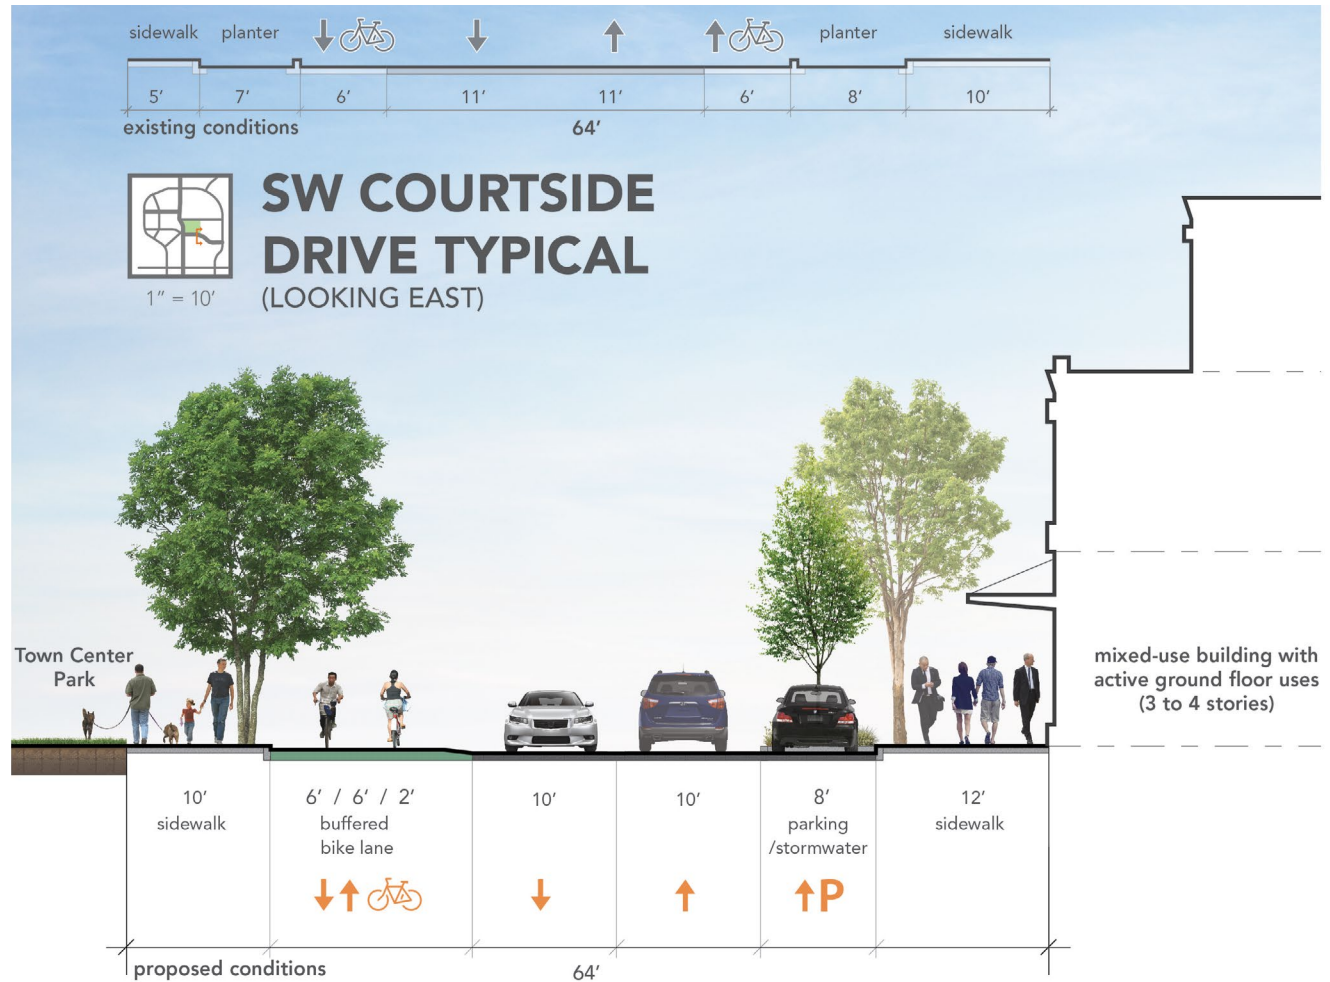 sidewalk planter planter sidewalk
5′ 7′ 6′ 11′ 11′ 6′ 8′ 10′
existing conditions 64′
SW COURTSIDE
DRIVE TYPICAL
(LOOKING EAST)
1″ = 10′
Town Center
Park
mixed-use building with
active ground floor uses
(3 to 4 stories)
10′
sidewalk
6′ / 6′ / 2′
buffered
bike lane
10′
10′
8′
parking
/stormwater
P
12′
sidewalk
proposed conditions 64′